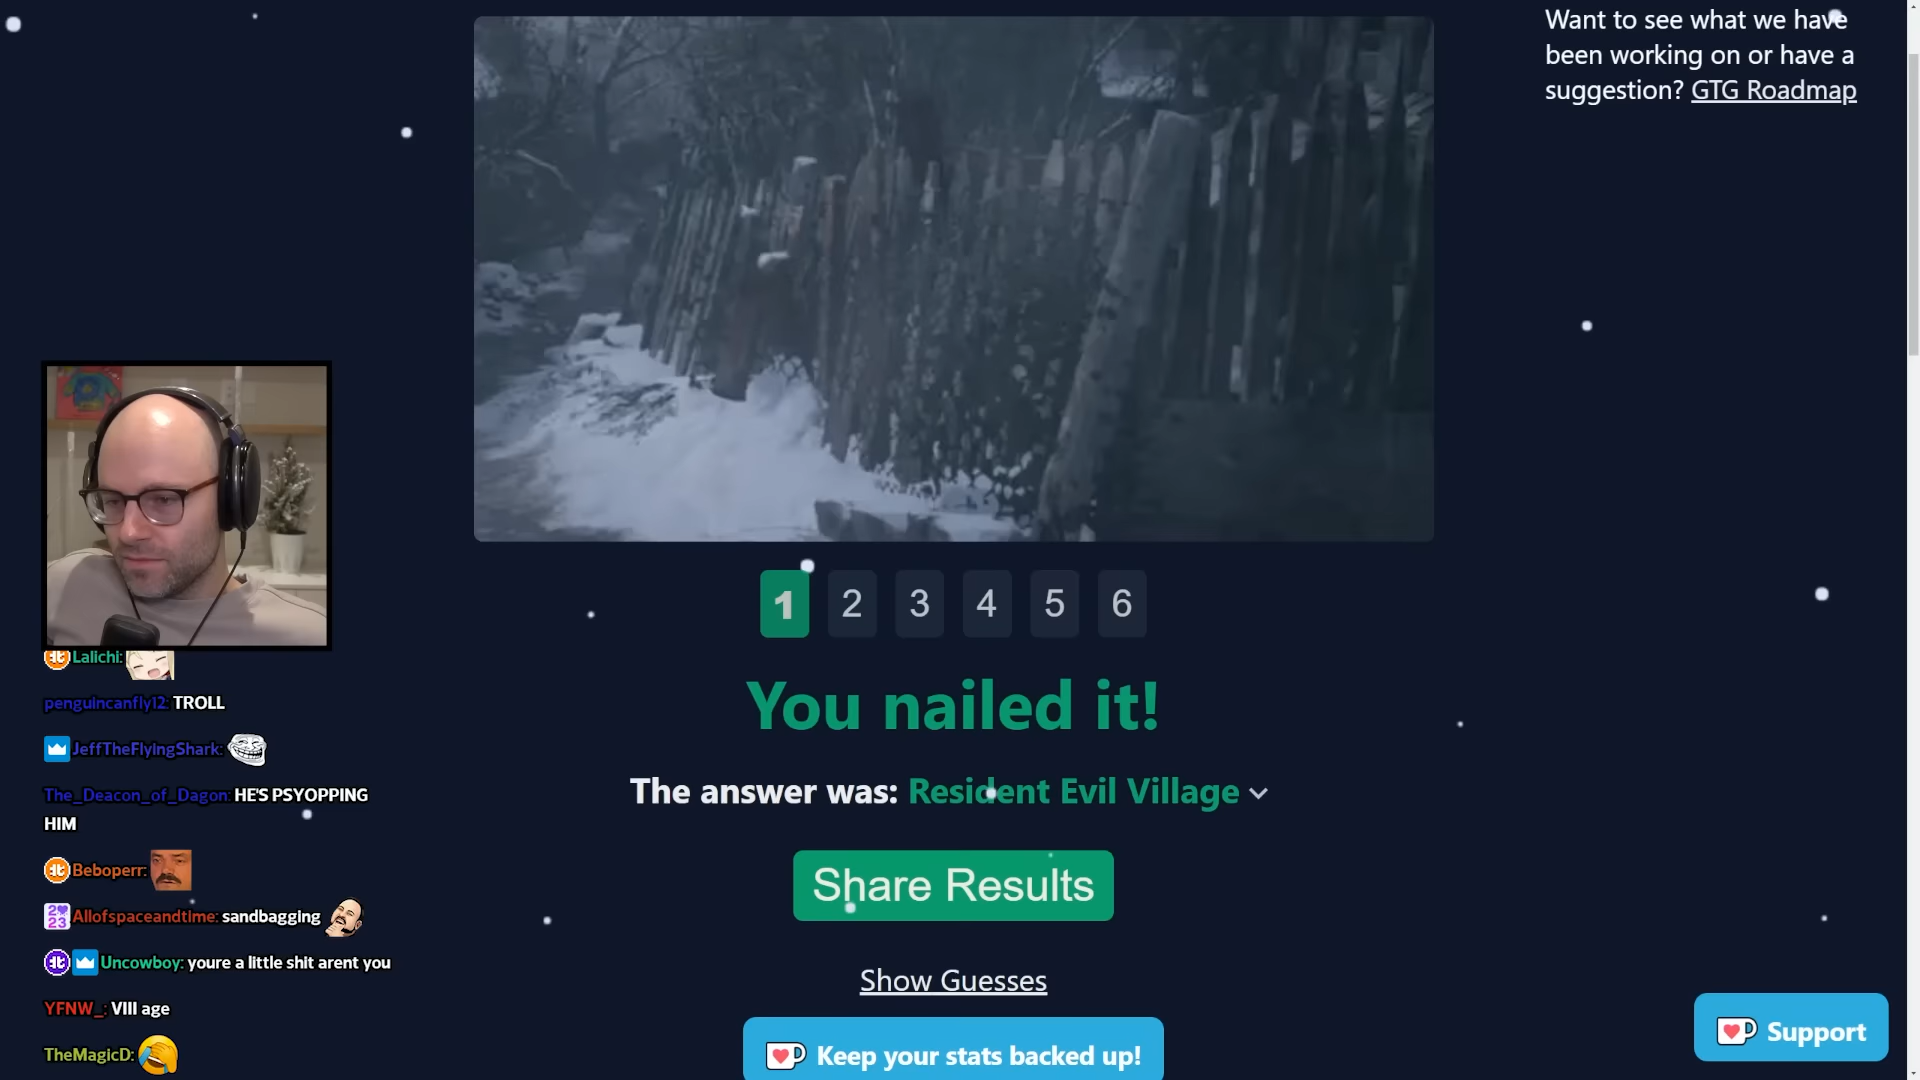 Want to see what we have
been working on or have a
suggestion? GTG Roadmap
1 2 3 4 5 6
You nailed it!
The answer was: Resident Evil Village
Share Results
Show Guesses
Keep your stats backed up!
Support
Lalichi:
penguincanfly12: TROLL
JeffTheFlyingShark:
The_Deacon_of_Dagon: HE'S PSYOPPING
HIM
Beboperr:
Allofspaceandtime: sandbagging
Uncowboy: youre a little shit arent you
YFNW_: VIII age
TheMagicD: